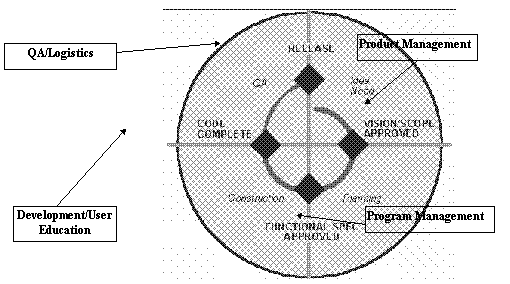 QA/Logistics
RELEASE
Product Management
QA
Idea
Need
CODE
COMPLETE
VISION/SCOPE
APPROVED
Construction
Planning
Development/User
Education
Program Management
FUNCTIONAL SPEC
APPROVED